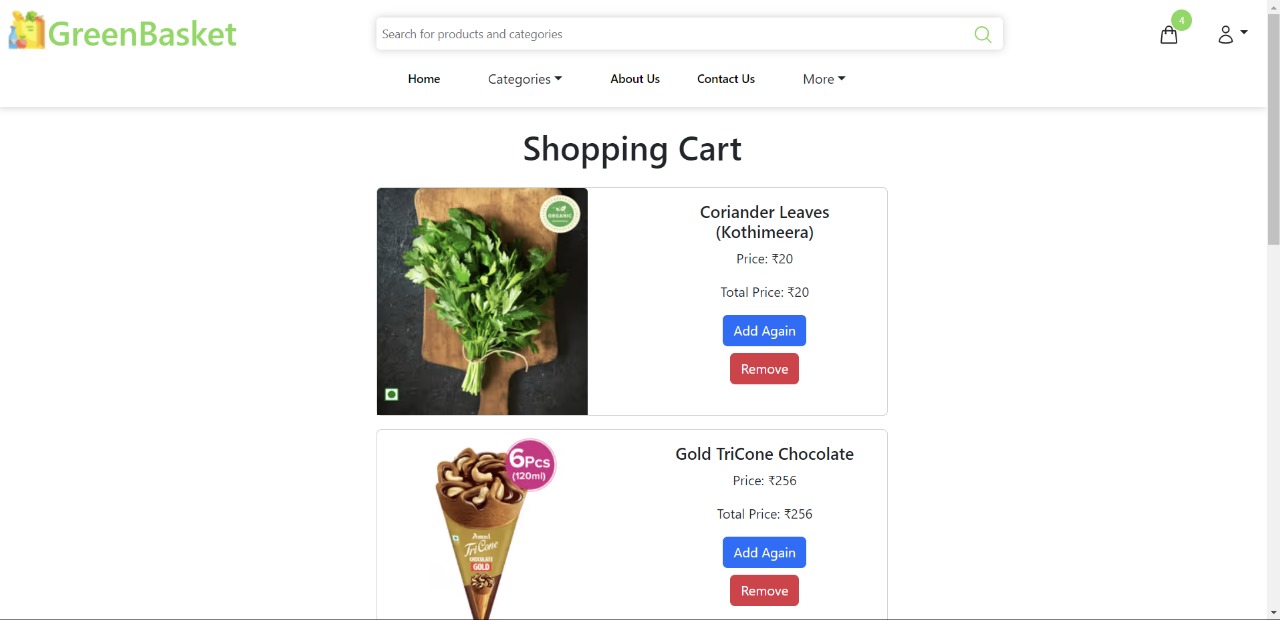 GreenBasket
Search for products and categories
4
Home
Categories
About Us
Contact Us
More
Shopping Cart
ORGANIC
Coriander Leaves
(Kothimeera)
Price: ₹20
Total Price: ₹20
Add Again
Remove
6Pcs
(120ml)
Amul
TriCone
CHOCOLATE
GOLD
Gold TriCone Chocolate
Price: ₹256
Total Price: ₹256
Add Again
Remove